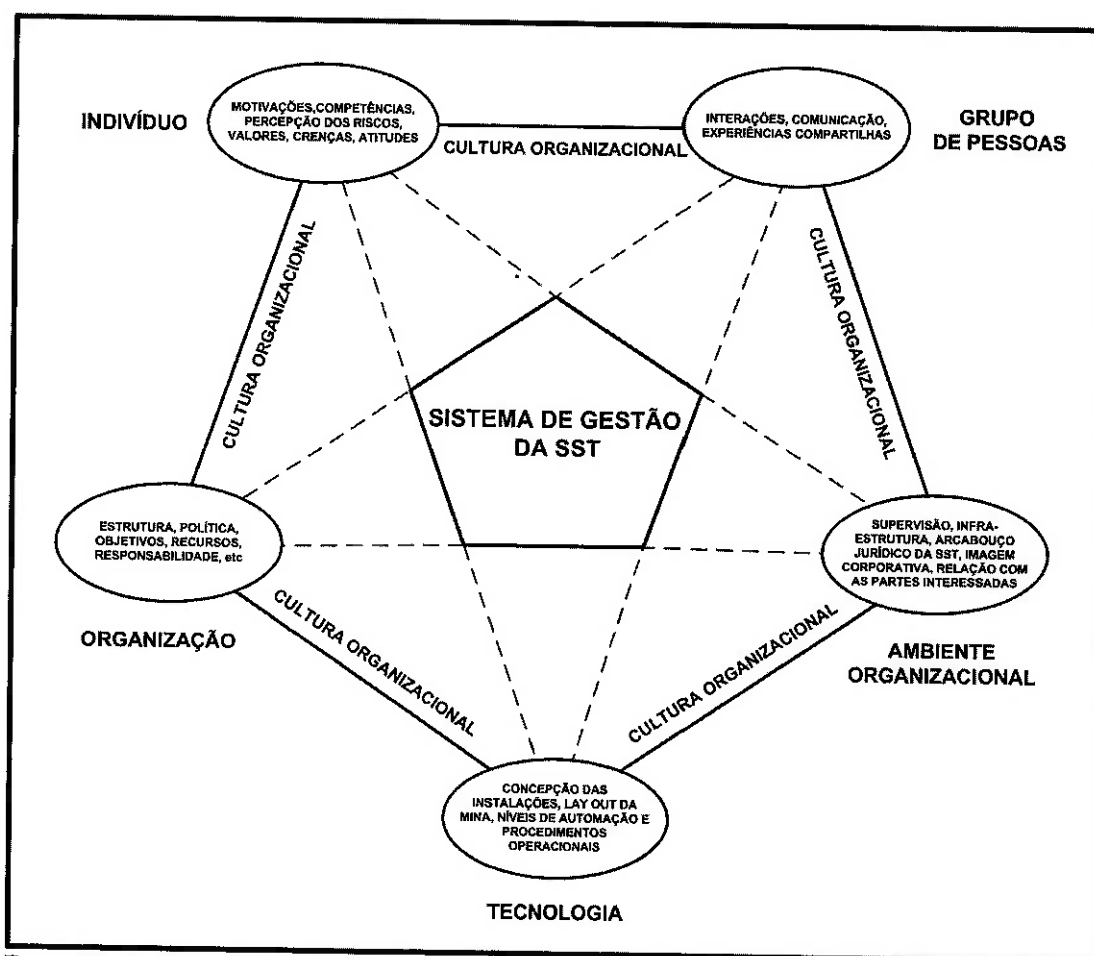 INDIVÍDUO
MOTIVAÇÕES,COMPETÊNCIAS,
PERCEPÇÃO DOS RISCOS,
VALORES, CRENÇAS, ATITUDES
CULTURA ORGANIZACIONAL
INTERAÇÕES, COMUNICAÇÃO,
EXPERIÊNCIAS COMPARTILHAS
GRUPO
DE PESSOAS
CULTURA ORGANIZACIONAL
CULTURA ORGANIZACIONAL
SISTEMA DE GESTÃO
DA SST
ESTRUTURA, POLÍTICA,
OBJETIVOS, RECURSOS,
RESPONSABILIDADE, etc
ORGANIZAÇÃO
SUPERVISÃO, INFRA-
ESTRUTURA, ARCABOUÇO
JURÍDICO DA SST, IMAGEM
CORPORATIVA, RELAÇÃO COM
AS PARTES INTERESSADAS
AMBIENTE
ORGANIZACIONAL
CULTURA ORGANIZACIONAL
CULTURA ORGANIZACIONAL
CONCEPÇÃO DAS
INSTALAÇÕES, LAY OUT DA
MINA, NÍVEIS DE AUTOMAÇÃO E
PROCEDIMENTOS
OPERACIONAIS
TECNOLOGIA